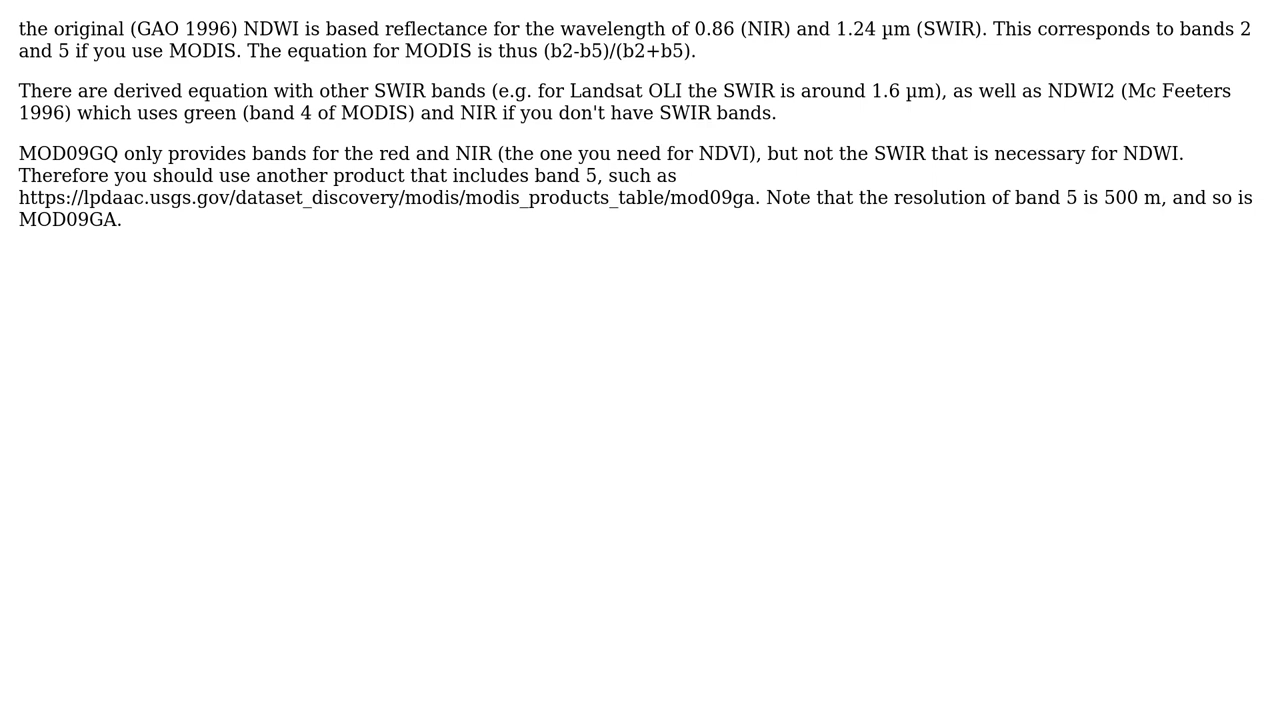 the original (GAO 1996) NDWI is based reflectance for the wavelength of 0.86 (NIR) and 1.24 µm (SWIR). This corresponds to bands 2
and 5 if you use MODIS. The equation for MODIS is thus (b2-b5)/(b2+b5).
There are derived equation with other SWIR bands (e.g. for Landsat OLI the SWIR is around 1.6 µm), as well as NDWI2 (Mc Feeters
1996) which uses green (band 4 of MODIS) and NIR if you don't have SWIR bands.
MOD09GQ only provides bands for the red and NIR (the one you need for NDVI), but not the SWIR that is necessary for NDWI.
Therefore you should use another product that includes band 5, such as
https://lpdaac.usgs.gov/dataset_discovery/modis/modis_products_table/mod09ga. Note that the resolution of band 5 is 500 m, and so is
MOD09GA.